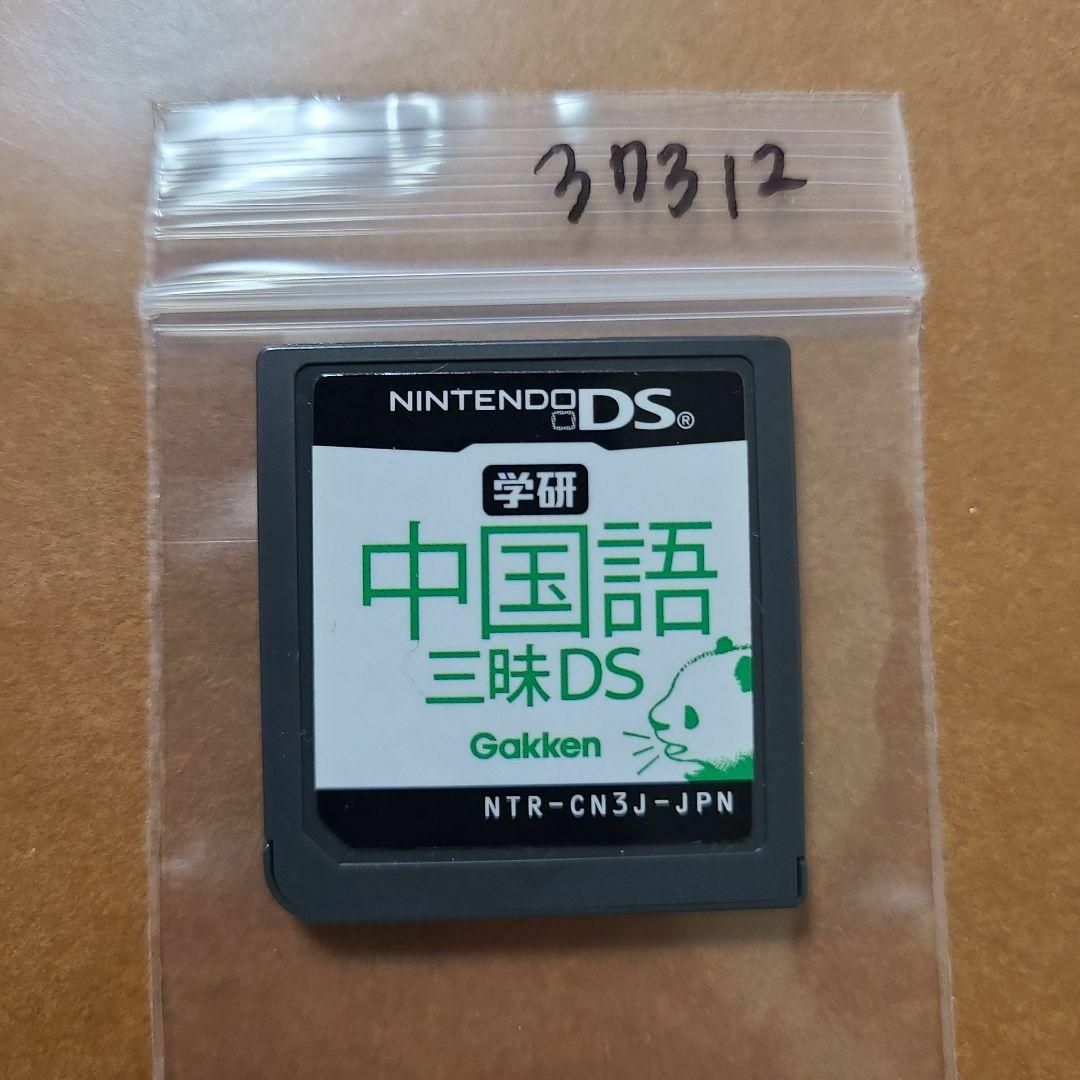 37312
NINTENDO DS®
学研
中国語
三昧DS
Gakken
NTR-CN3J-JPN